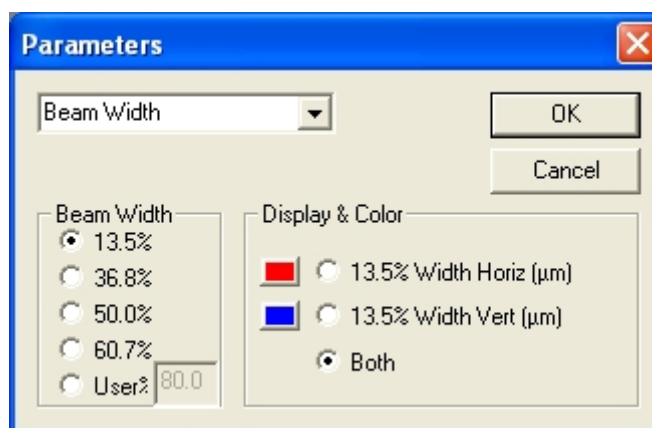 Parameters
Beam Width
OK
Cancel
Beam Width
13.5%
36.8%
50.0%
60.7%
User% 80.0
Display & Color
13.5% Width Horiz (µm)
13.5% Width Vert (µm)
Both